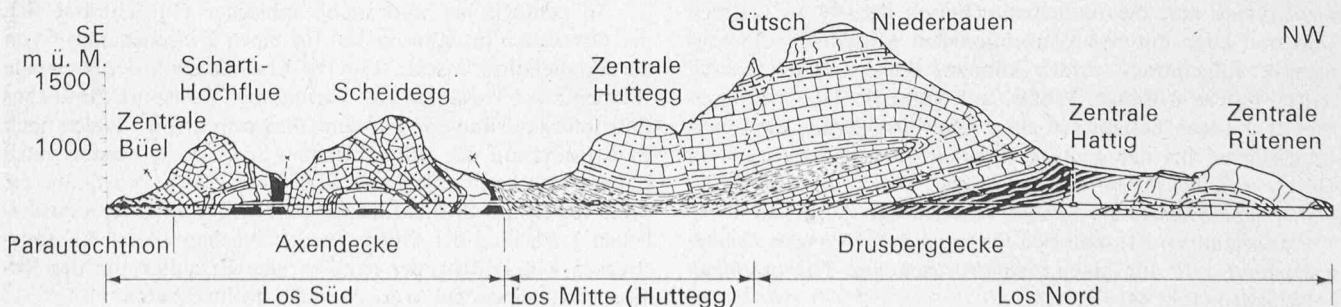 SE
m ü. M.
1500
1000
Zentrale
Büel
Scharti-
Hochflue
Scheidegg
Zentrale
Huttegg
Gütsch
Niederbauen
Zentrale
Hattig
Zentrale
Rütenen
NW
Parautochthon
Axendecke
Drusbergdecke
Los Süd
Los Mitte (Huttegg)
Los Nord